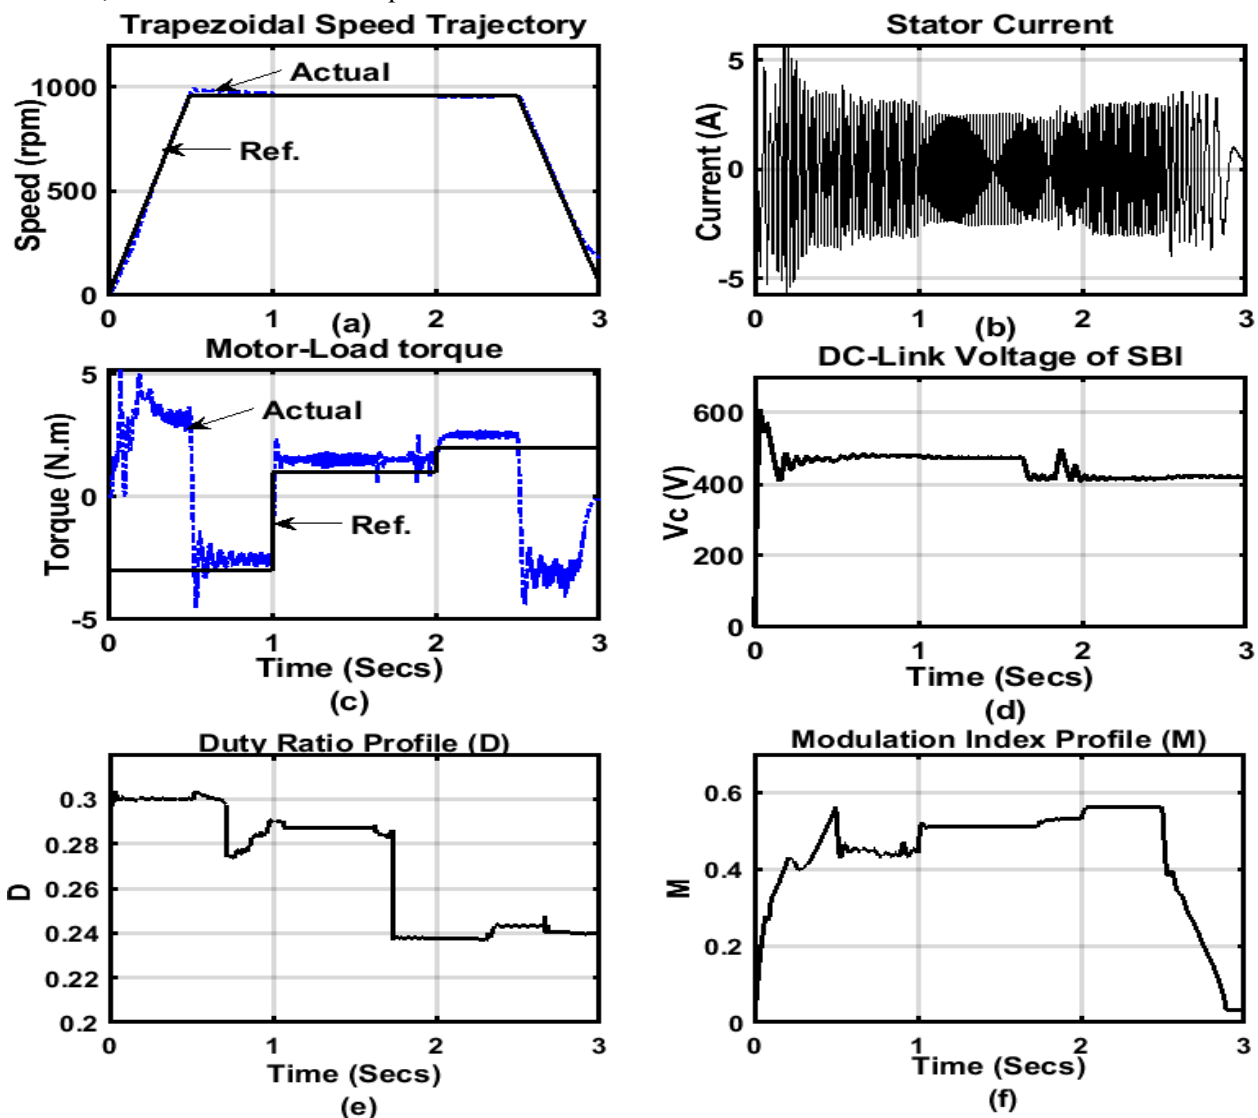 Trapezoidal Speed Trajectory
Stator Current
1000
500
0
Speed (rpm)
Actual
Ref.
0 1 2 3
(a)
5
0
-5
Current (A)
0 1 2 3
(b)
Motor-Load torque
DC-Link Voltage of SBI
5
0
-5
Torque (N.m)
Actual
Ref.
0 1 2 3
Time (Secs)
(c)
600
400
200
0
Vc (V)
0 1 2 3
Time (Secs)
(d)
Duty Ratio Profile (D)
Modulation Index Profile (M)
0.3
0.28
0.26
0.24
0.22
0.2
D
0 1 2 3
Time (Secs)
(e)
0.6
0.4
0.2
0
M
0 1 2 3
Time (Secs)
(f)